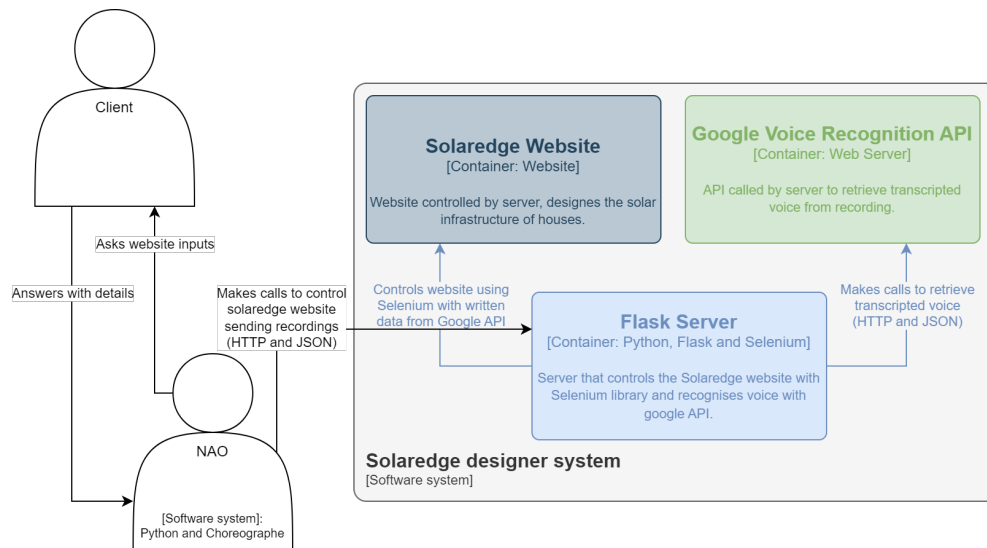 Client
Asks website inputs
Answers with details
NAO
[Software system]:
Python and Choreographe
Makes calls to control
solaredge website
sending recordings
(HTTP and JSON)
Solaredge Website
[Container: Website]
Website controlled by server, designes the solar
infrastructure of houses.
Google Voice Recognition API
[Container: Web Server]
API called by server to retrieve transcripted
voice from recording.
Controls website using
Selenium with written
data from Google API
Makes calls to retrieve
transcripted voice
(HTTP and JSON)
Flask Server
[Container: Python, Flask and Selenium]
Server that controls the Solaredge website with
Selenium library and recognises voice with
google API.
Solaredge designer system
[Software system]